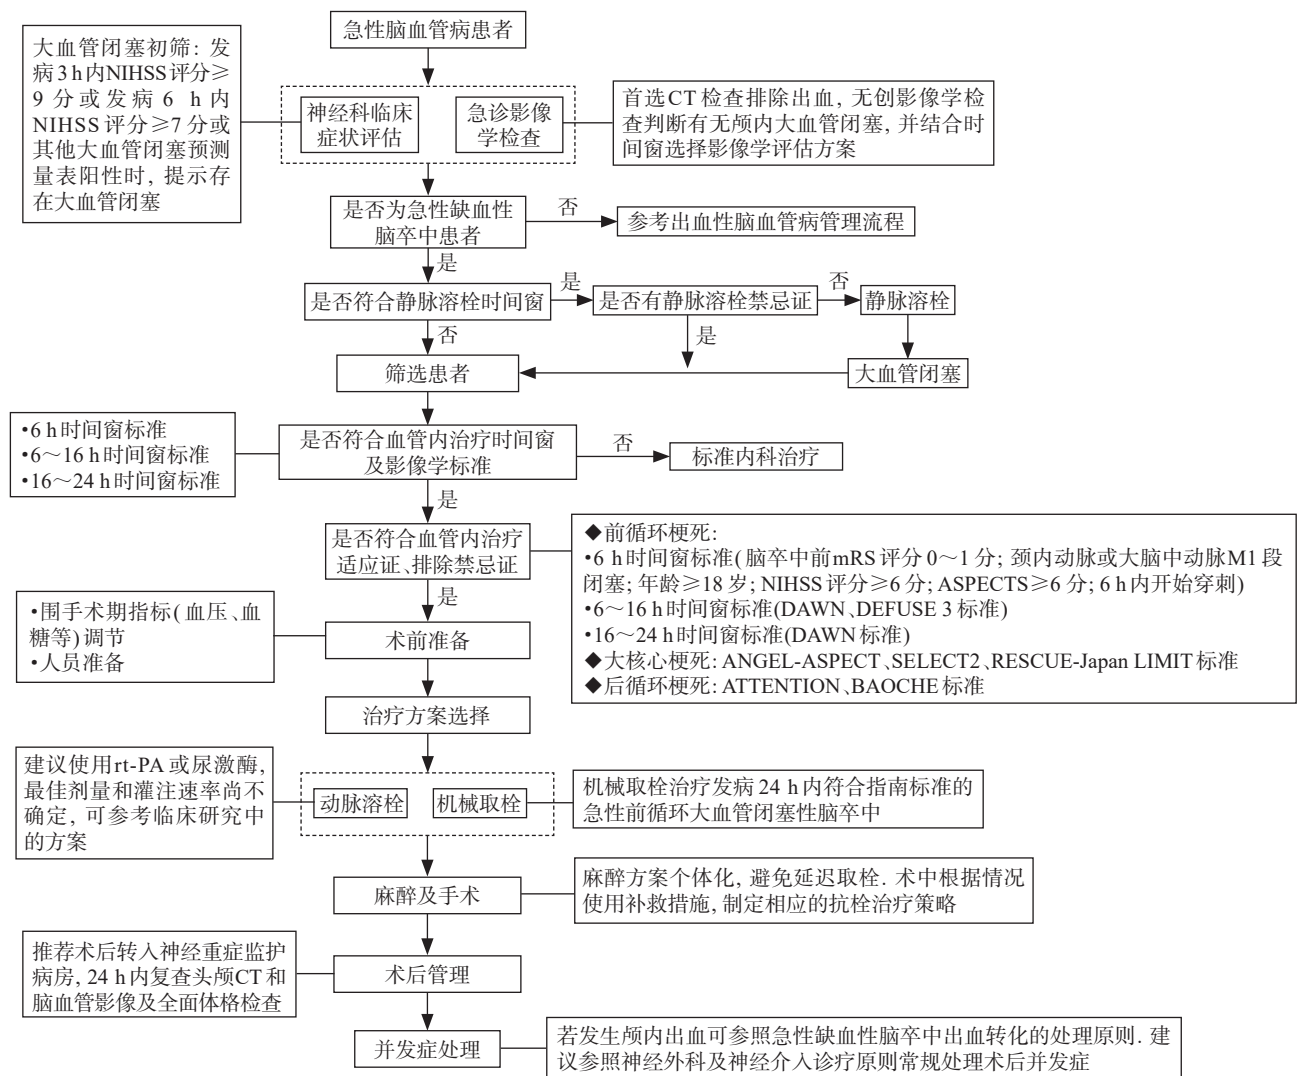 急性脑血管病患者
大血管闭塞初筛: 发
病3 h内NIHSS评分≥
9 分或发病 6 h 内
NIHSS 评分≥7 分或
其他大血管闭塞预测
量表阳性时, 提示存
在大血管闭塞
神经科临床
症状评估
急诊影像
学检查
首选CT检查排除出血, 无创影像学检
查判断有无颅内大血管闭塞, 并结合时
间窗选择影像学评估方案
是否为急性缺血性
脑卒中患者
否
参考出血性脑血管病管理流程
是
是否符合静脉溶栓时间窗
是
是否有静脉溶栓禁忌证
否
静脉溶栓
否
是
筛选患者
大血管闭塞
•6 h时间窗标准
•6～16 h时间窗标准
•16～24 h时间窗标准
是否符合血管内治疗时间窗
及影像学标准
否
标准内科治疗
是
是否符合血管内治疗
适应证、排除禁忌证
◆前循环梗死:
•6 h时间窗标准(脑卒中前mRS评分0～1分; 颈内动脉或大脑中动脉M1段
闭塞; 年龄≥18岁; NIHSS评分≥6分; ASPECTS≥6分; 6 h内开始穿刺)
•6～16 h时间窗标准(DAWN、DEFUSE 3标准)
•16～24 h时间窗标准(DAWN标准)
◆大核心梗死: ANGEL-ASPECT、SELECT2、RESCUE-Japan LIMIT标准
◆后循环梗死: ATTENTION、BAOCHE标准
是
•围手术期指标(血压、血
糖等)调节
•人员准备
术前准备
治疗方案选择
建议使用rt-PA或尿激酶,
最佳剂量和灌注速率尚不
确定, 可参考临床研究中
的方案
动脉溶栓
机械取栓
机械取栓治疗发病24 h内符合指南标准的
急性前循环大血管闭塞性脑卒中
麻醉及手术
麻醉方案个体化, 避免延迟取栓. 术中根据情况
使用补救措施, 制定相应的抗栓治疗策略
推荐术后转入神经重症监护
病房, 24 h内复查头颅CT和
脑血管影像及全面体格检查
术后管理
并发症处理
若发生颅内出血可参照急性缺血性脑卒中出血转化的处理原则. 建
议参照神经外科及神经介入诊疗原则常规处理术后并发症